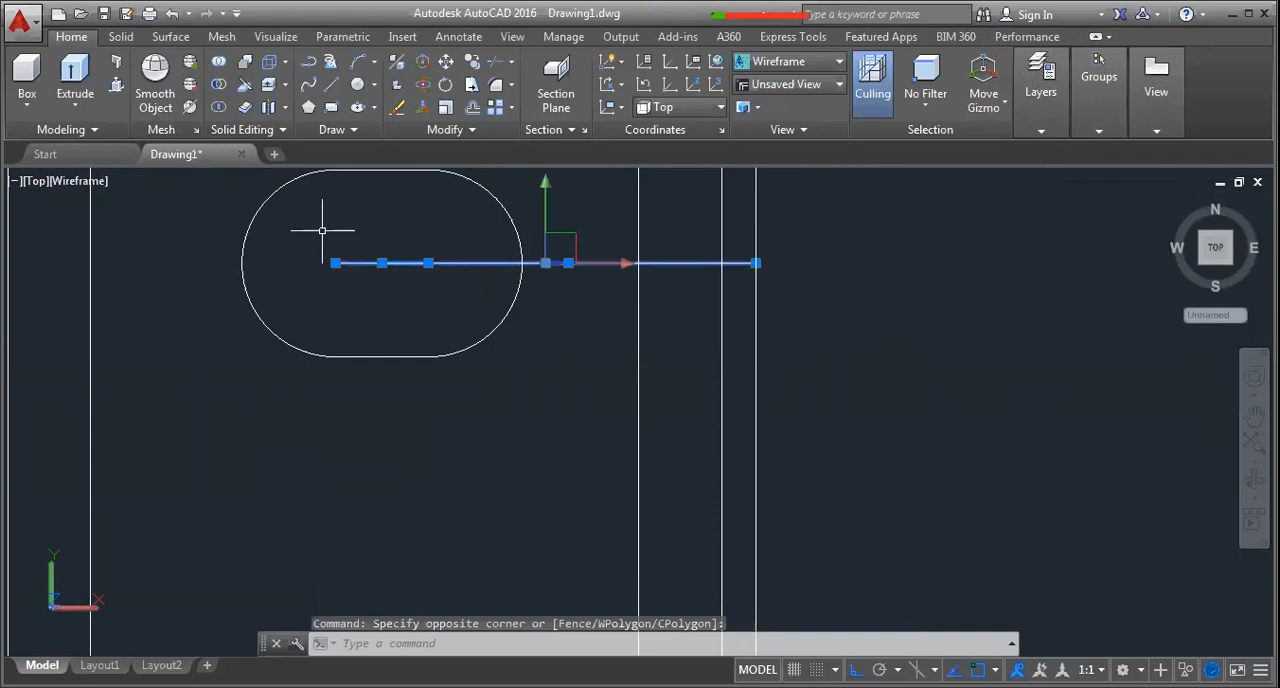 Autodesk AutoCAD 2016 Drawing1.dwg Type a keyword or phrase Sign In
Home Solid Surface Mesh Visualize Parametric Insert Annotate View Manage Output Add-ins A360 Express Tools Featured Apps BIM 360 Performance
Box Extrude Smooth Object Section Plane Wireframe Unsaved View Top Culling No Filter Move Gizmo Layers Groups View
Modeling Mesh Solid Editing Draw Modify Section Coordinates View Selection
Start Drawing1*
[−][Top][Wireframe]
N
W TOP E
S
Unnamed
Y
Z X
Command: Specify opposite corner or [Fence/WPolygon/CPolygon]:
Type a command
Model Layout1 Layout2 + MODEL 1:1